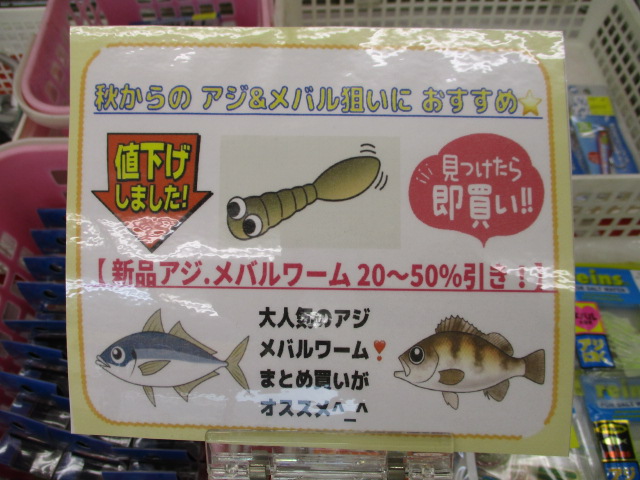 秋からの アジ&メバル狙いに おすすめ
値下げ
しました!
見つけたら
即買い!!
【新品アジ.メバルワーム 20〜50%引き!】
大人気のアジ
メバルワーム❣
まとめ買いが
オススメ^_^
reins